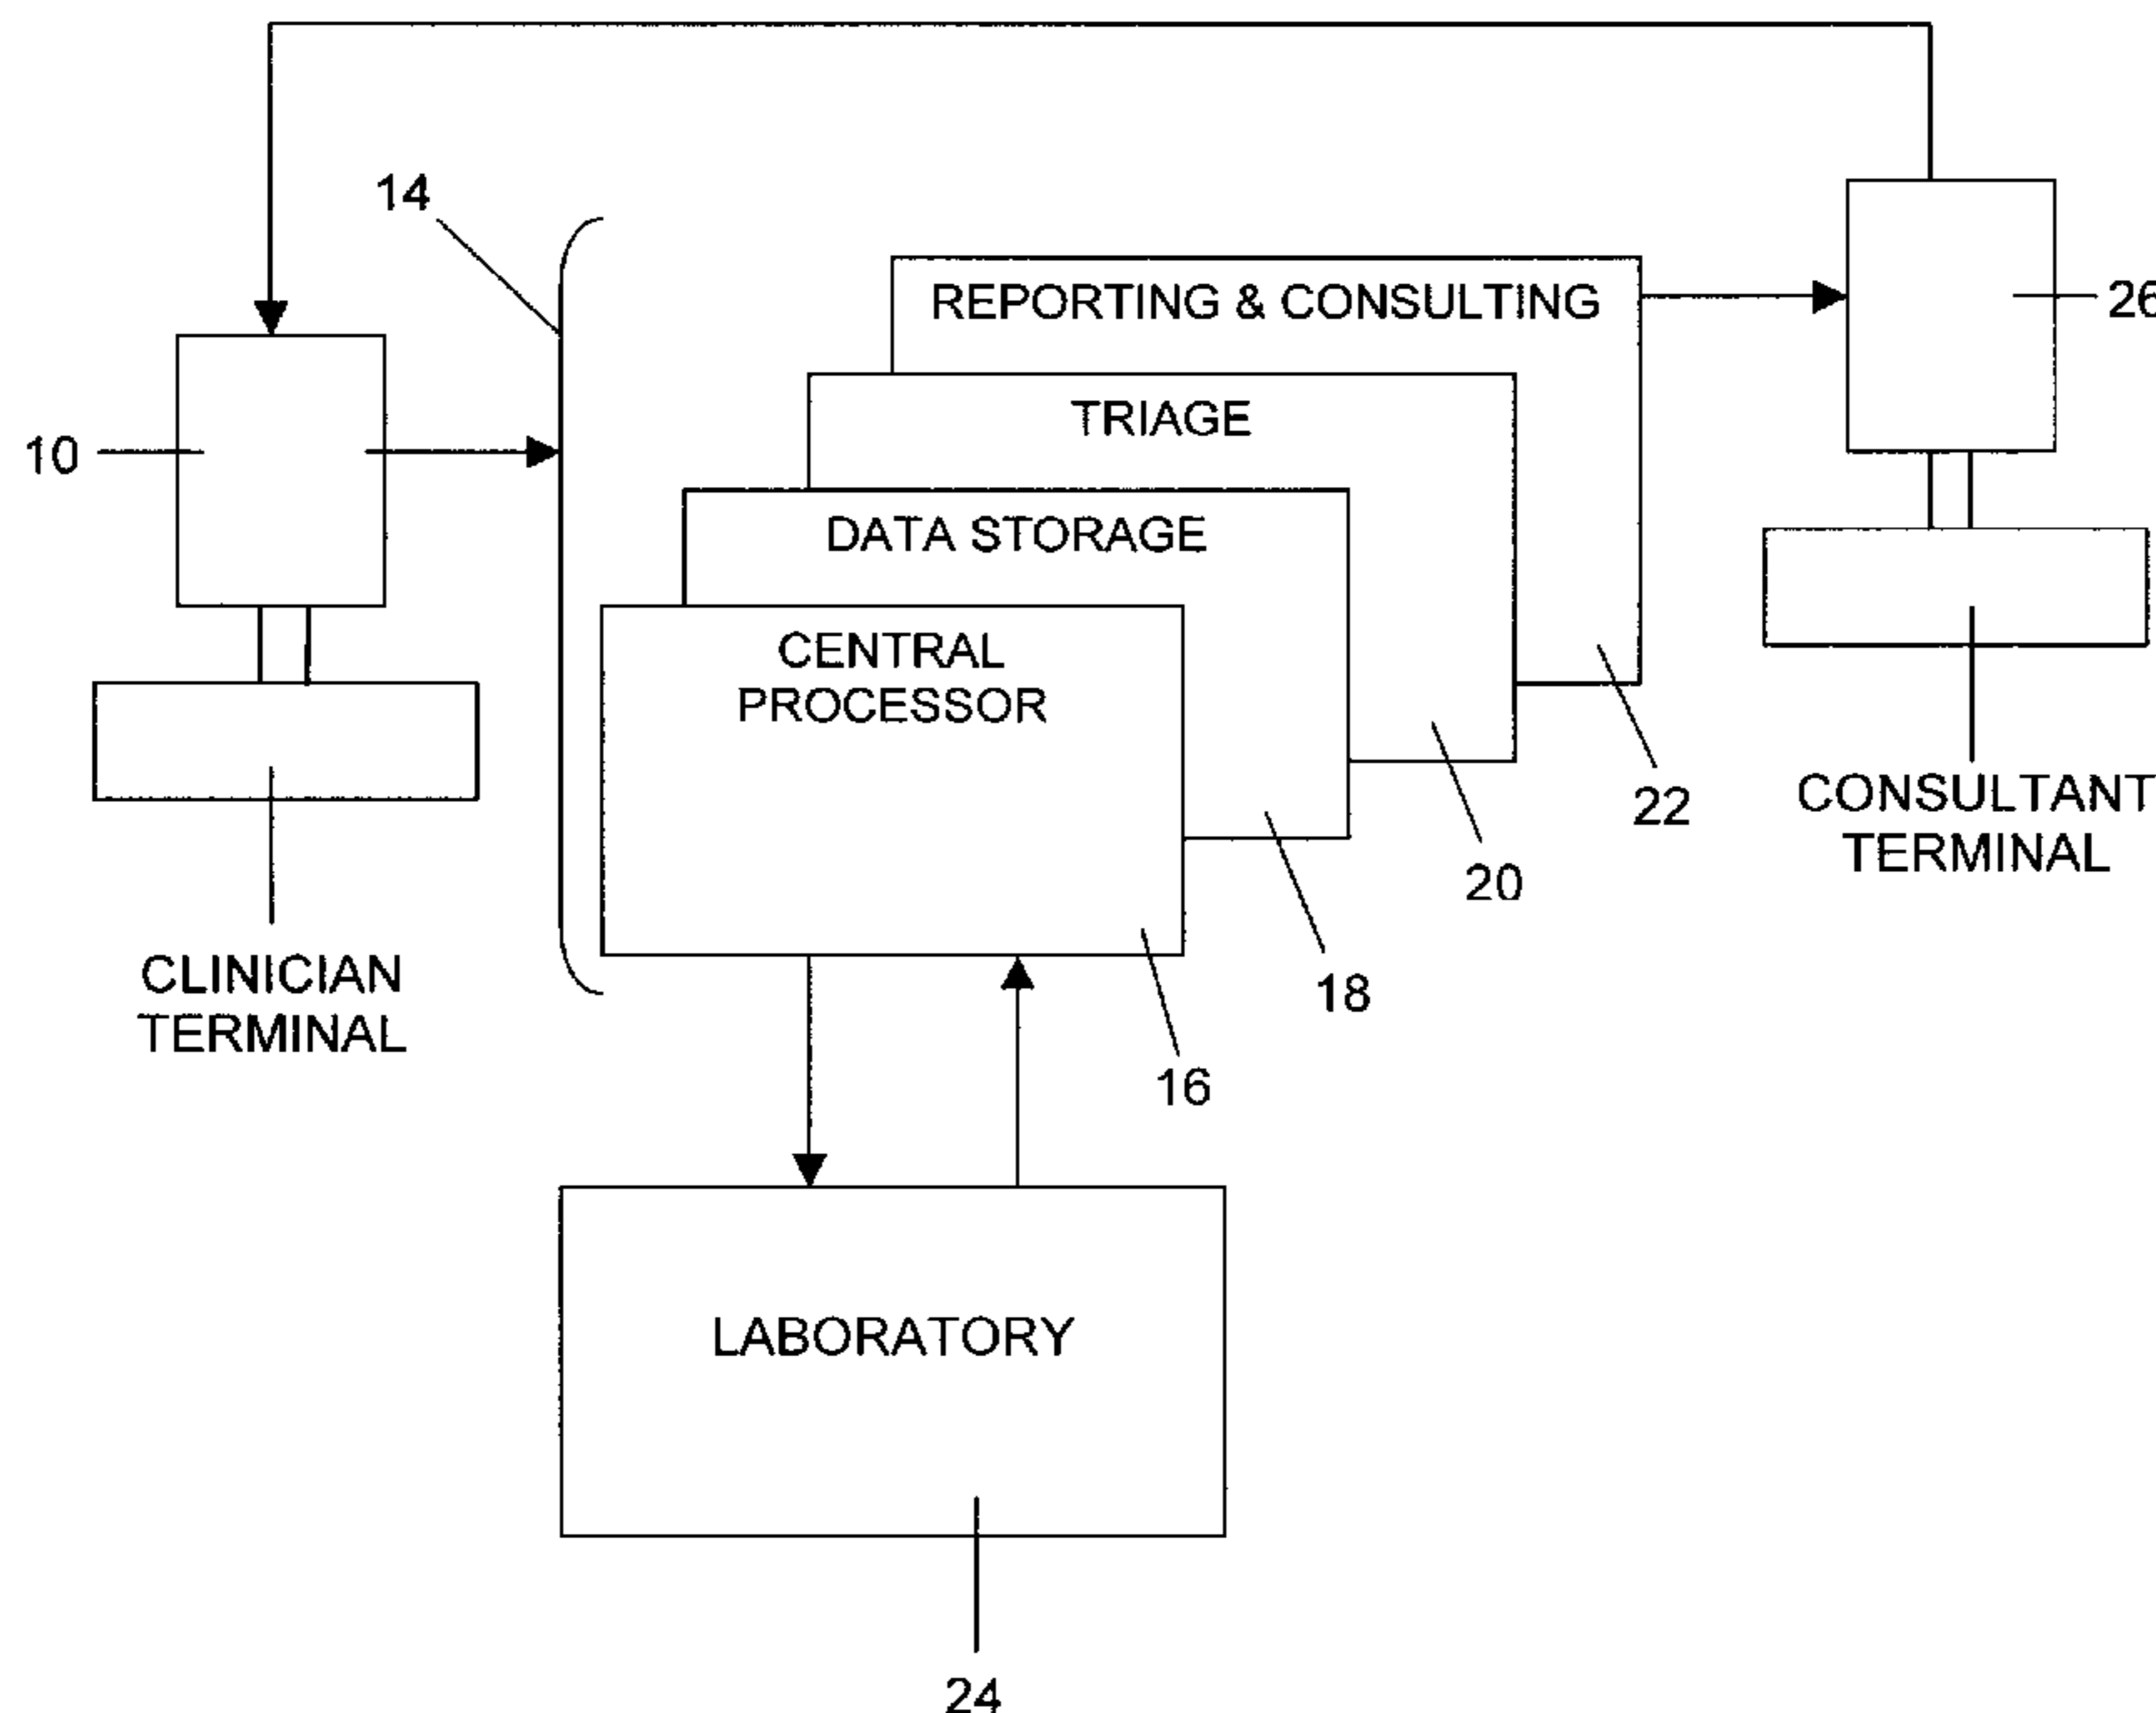 14
REPORTING & CONSULTING
26
TRIAGE
10
DATA STORAGE
CENTRAL
PROCESSOR
22
CONSULTANT
TERMINAL
20
18
CLINICIAN
TERMINAL
16
LABORATORY
24